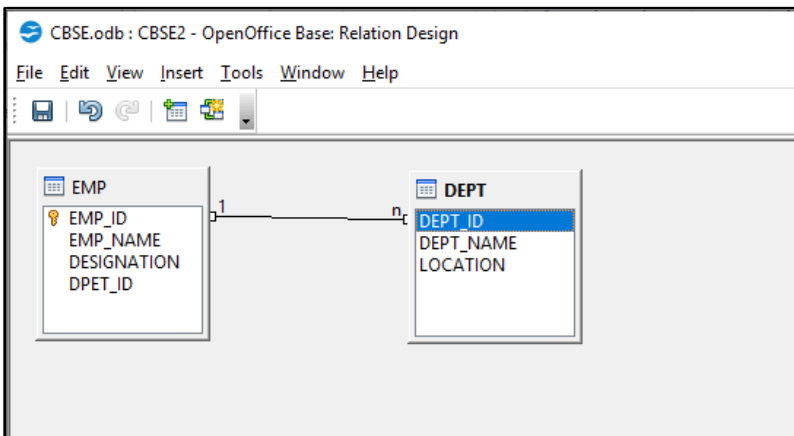 CBSE.odb : CBSE2 - OpenOffice Base: Relation Design
File Edit View Insert Tools Window Help
EMP
EMP_ID
EMP_NAME
DESIGNATION
DPET_ID
1
n
DEPT
DEPT_ID
DEPT_NAME
LOCATION